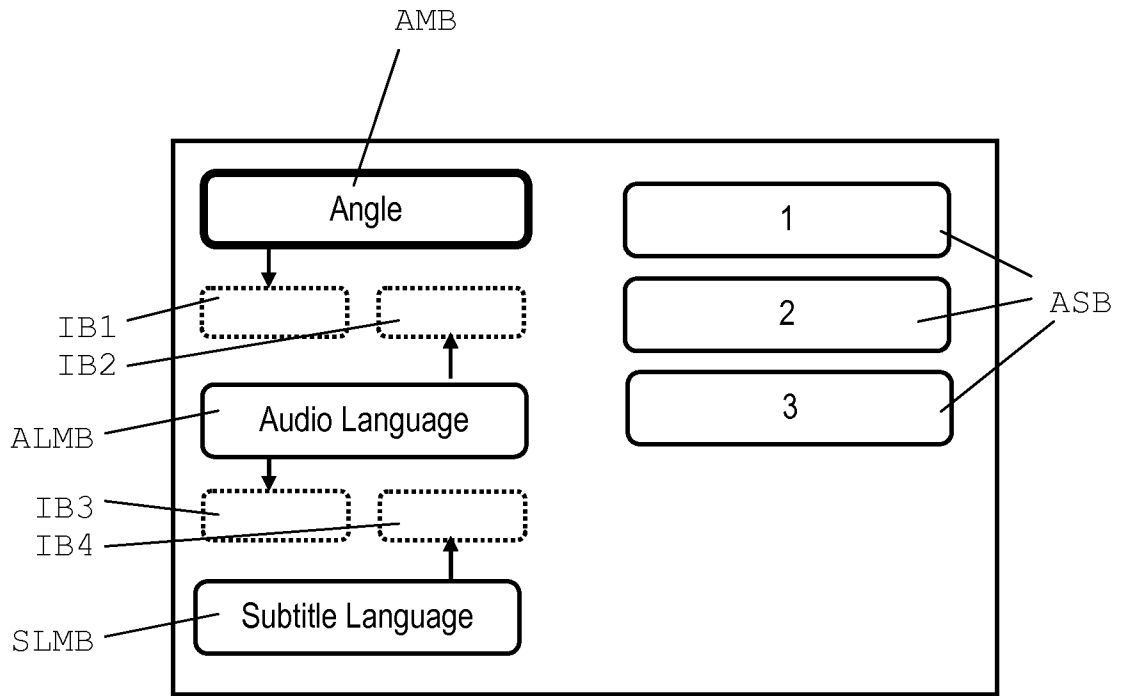 AMB
Angle
1
IB1
IB2
2
ASB
ALMB
Audio Language
3
IB3
IB4
SLMB
Subtitle Language